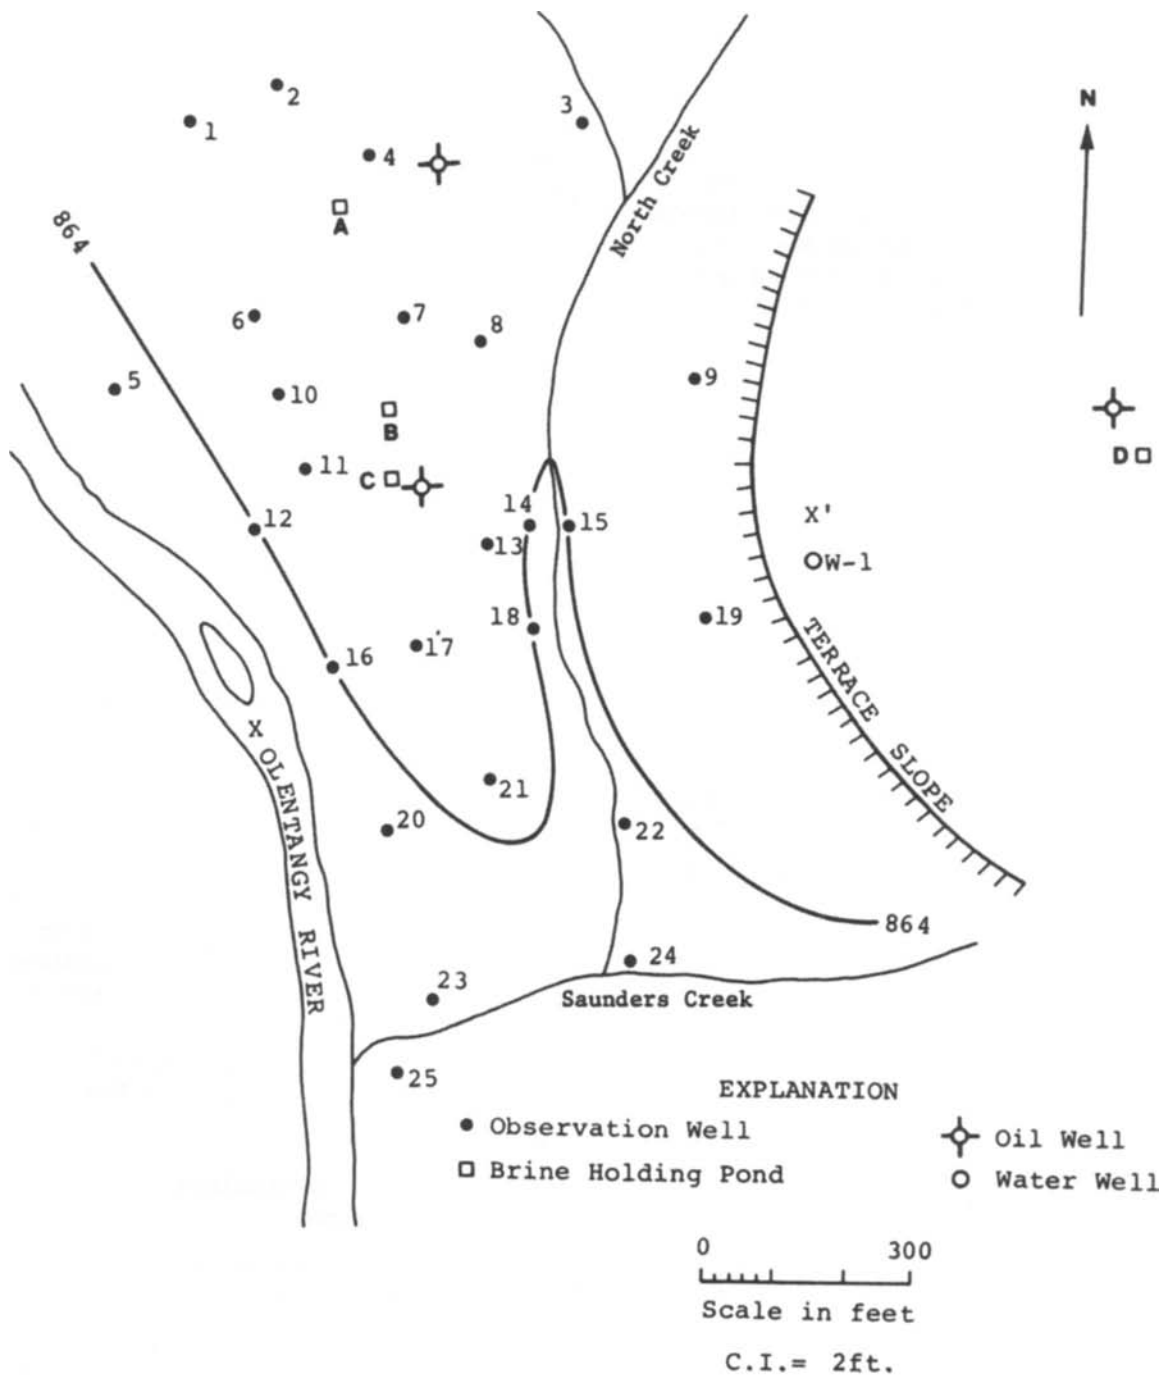 2
1
3
4
N
A
North Creek
864
6
7
8
5
9
10
B
11
C
D
12
14
15
X'
13
W-1
18
19
17
16
TERRACE SLOPE
X
OLENTANGY RIVER
21
20
22
864
24
23
Saunders Creek
25
EXPLANATION
Observation Well
Oil Well
Brine Holding Pond
Water Well
0 300
Scale in feet
C.I.= 2ft.